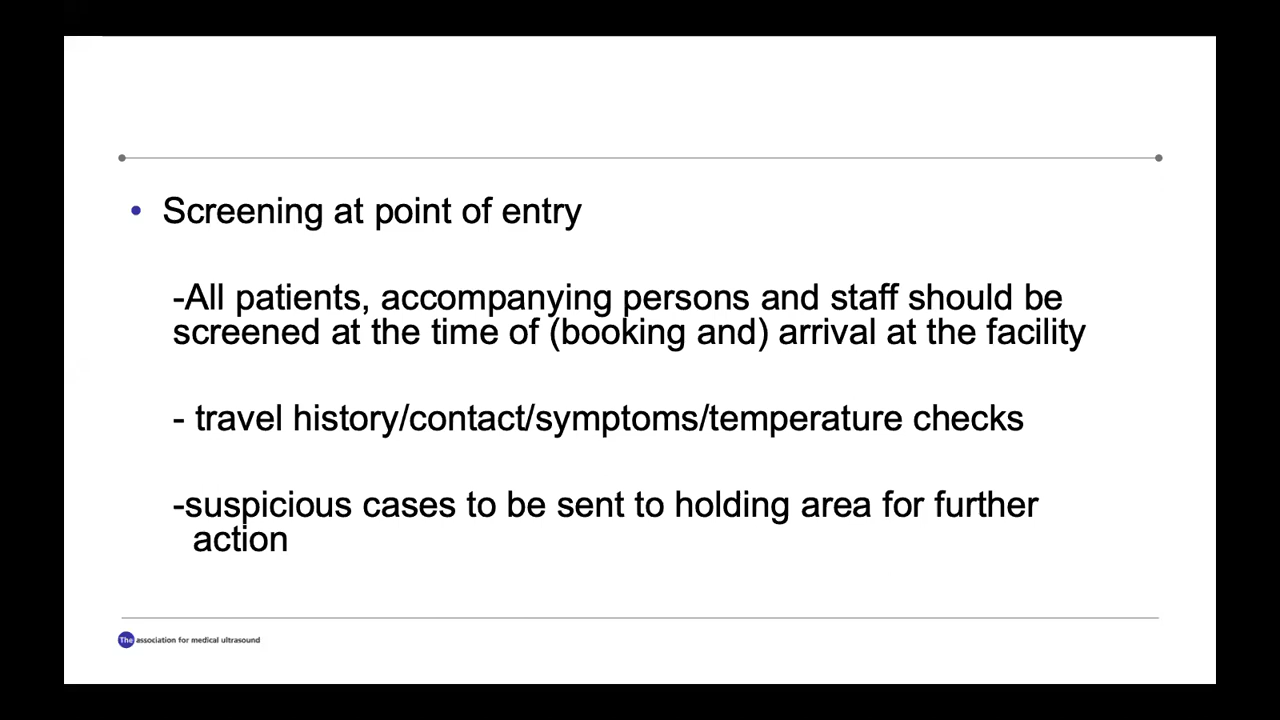 • Screening at point of entry
-All patients, accompanying persons and staff should be
screened at the time of (booking and) arrival at the facility
- travel history/contact/symptoms/temperature checks
-suspicious cases to be sent to holding area for further
action
The association for medical ultrasound